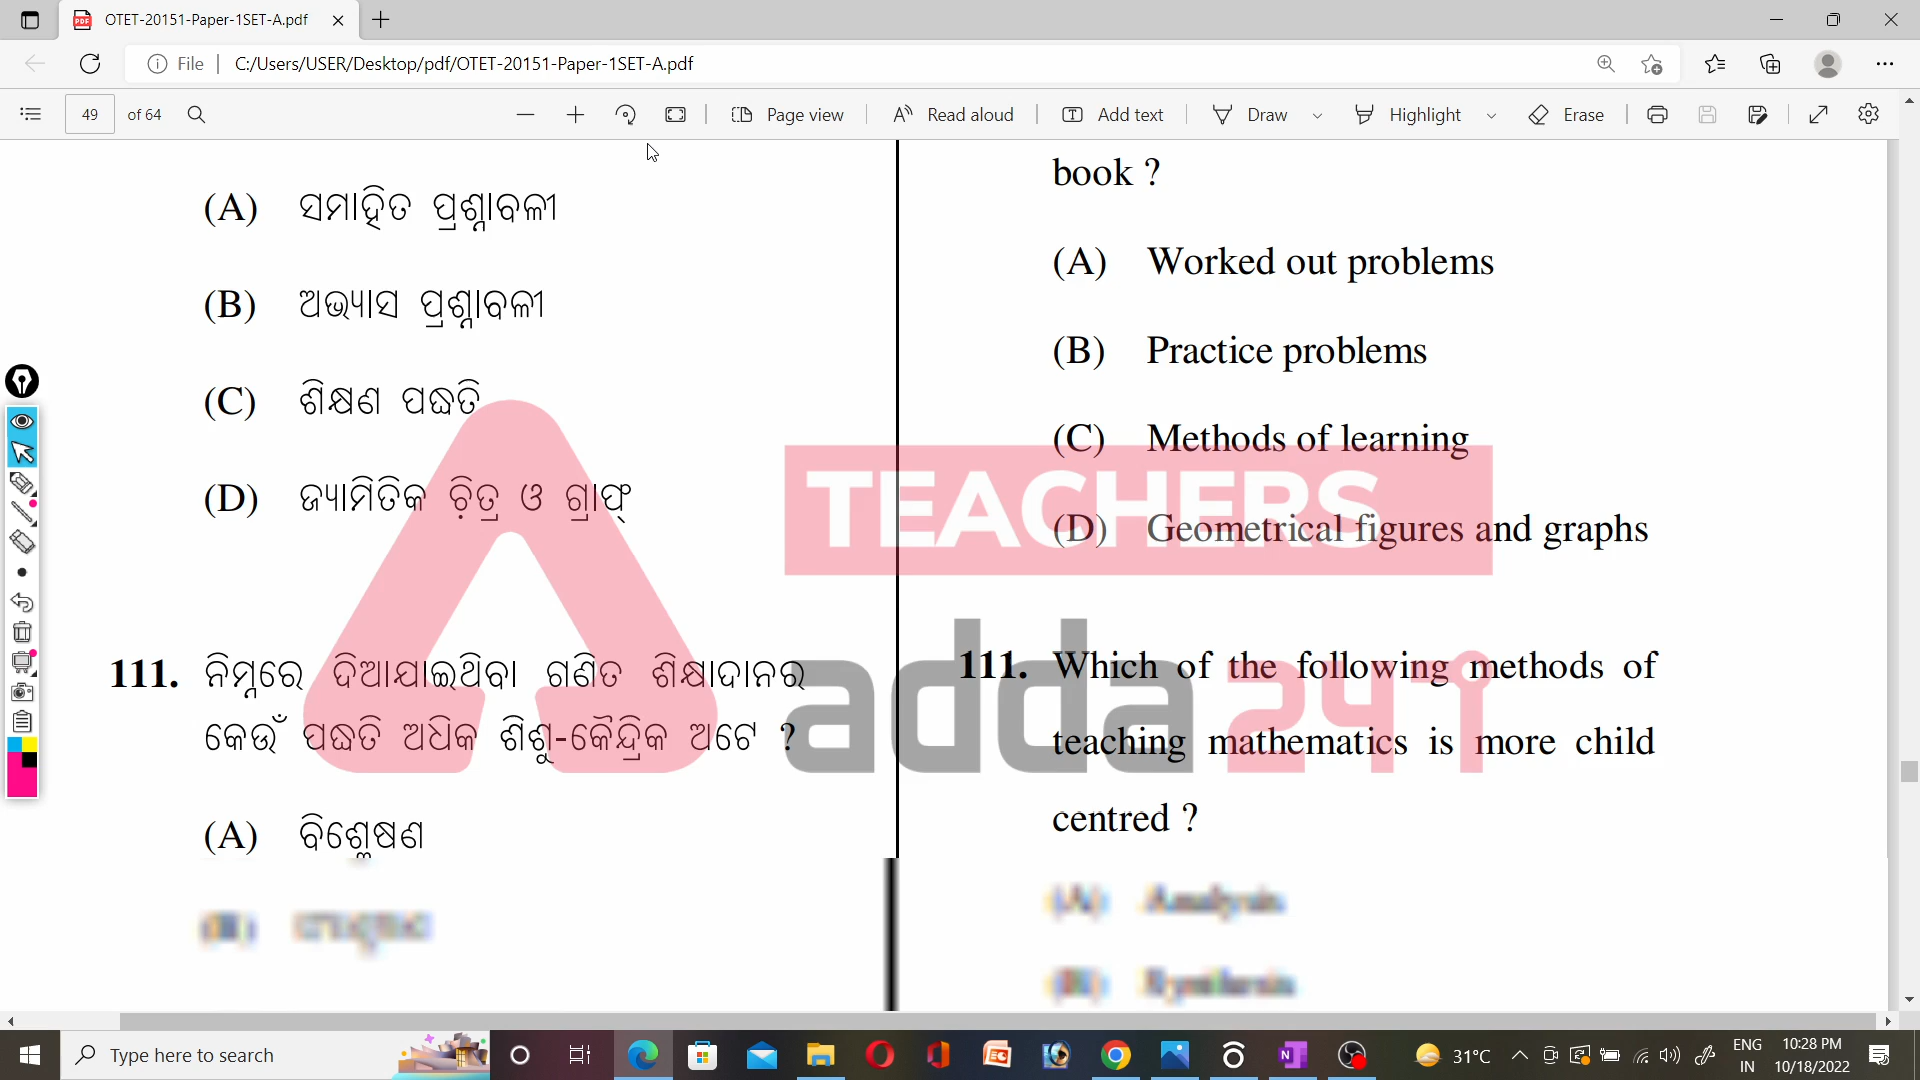 OTET-20151-Paper-1SET-A.pdf
File
C:/Users/USER/Desktop/pdf/OTET-20151-Paper-1SET-A.pdf
49 of 64
Page view
Read aloud
Add text
Draw
Highlight
Erase
(A) ସମାହିତ ପ୍ରଶ୍ନାବଳୀ
(B) ଅଭ୍ୟାସ ପ୍ରଶ୍ନାବଳୀ
(C) ଶିକ୍ଷଣ ପଦ୍ଧତି
(D) ଜ୍ୟାମିତିକ ଚିତ୍ର ଓ ଗ୍ରାଫ୍
111. ନିମ୍ନରେ ଦିଆଯାଇଥିବା ଗଣିତ ଶିକ୍ଷାଦାନର
କେଉଁ ପଦ୍ଧତି ଅଧିକ ଶିଶୁ-କୈନ୍ଦ୍ରିକ ଅଟେ ?
(A) ବିଶ୍ଳେଷଣ
book ?
(A) Worked out problems
(B) Practice problems
(C) Methods of learning
(D) Geometrical figures and graphs
111. Which of the following methods of
teaching mathematics is more child
centred ?
(A) Analysis
(B) Synthesis
TEACHERS
adda247
Type here to search
31°C
ENG
IN
10:28 PM
10/18/2022